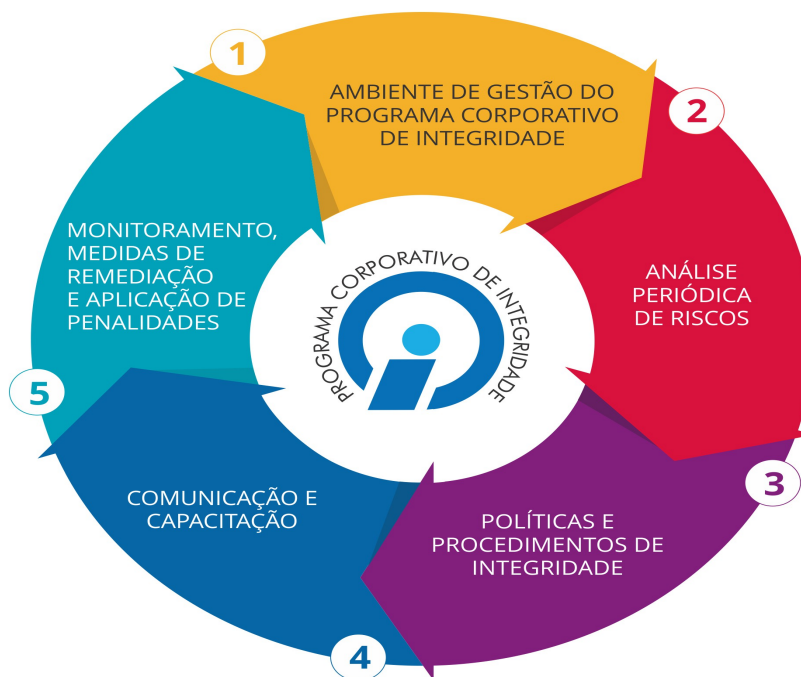 1
AMBIENTE DE GESTÃO DO
PROGRAMA CORPORATIVO
DE INTEGRIDADE
2
ANÁLISE
PERIÓDICA
DE RISCOS
3
POLÍTICAS E
PROCEDIMENTOS DE
INTEGRIDADE
4
COMUNICAÇÃO E
CAPACITAÇÃO
5
MONITORAMENTO,
MEDIDAS DE
REMEDIAÇÃO
E APLICAÇÃO DE
PENALIDADES
PROGRAMA CORPORATIVO DE INTEGRIDADE